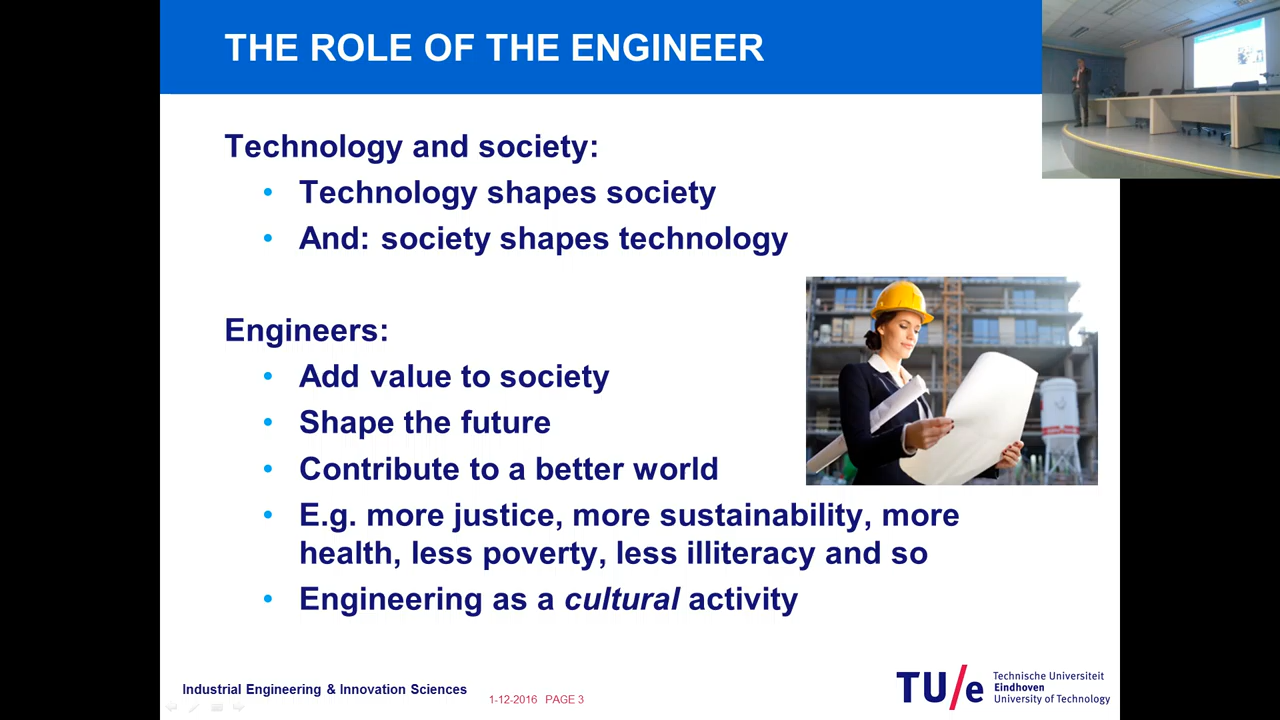 THE ROLE OF THE ENGINEER
Technology and society:
• Technology shapes society
• And: society shapes technology
Engineers:
• Add value to society
• Shape the future
• Contribute to a better world
• E.g. more justice, more sustainability, more
health, less poverty, less illiteracy and so
• Engineering as a cultural activity
Industrial Engineering & Innovation Sciences
1-12-2016 PAGE 3
TU/e
Technische Universiteit
Eindhoven
University of Technology